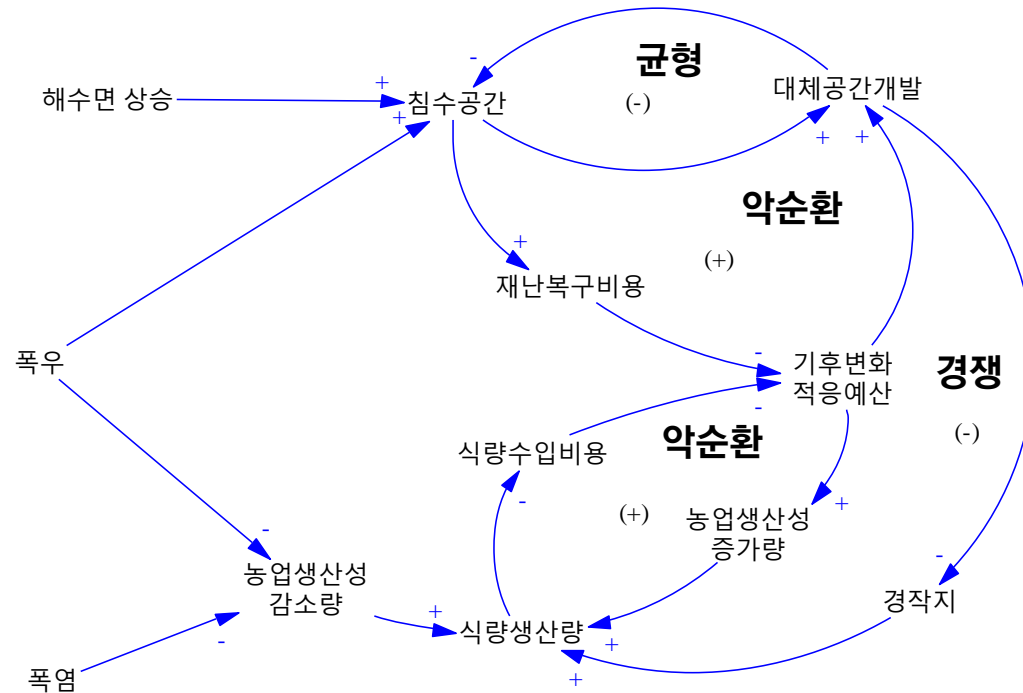 균형
(-)
대체공간개발
해수면 상승
+
-
침수공간
+
+
+
악순환
(+)
+
재난복구비용
폭우
-
기후변화
적응예산
-
경쟁
(-)
식량수입비용
악순환
-
(+)
농업생산성
증가량
+
-
농업생산성
감소량
-
경작지
+
식량생산량
+
-
+
폭염